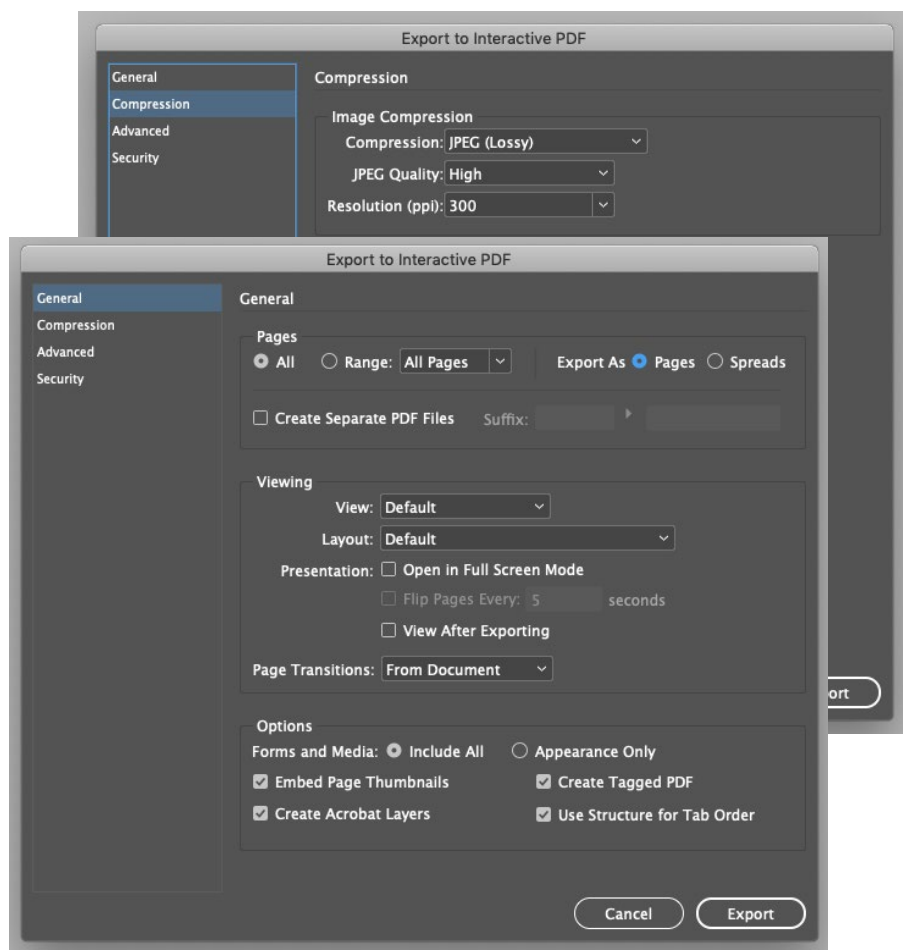 Export to Interactive PDF
General
Compression
Advanced
Security
Compression
Image Compression
Compression: JPEG (Lossy)
JPEG Quality: High
Resolution (ppi): 300
Export to Interactive PDF
General
Compression
Advanced
Security
General
Pages
All Range: All Pages Export As Pages Spreads
Create Separate PDF Files Suffix:
Viewing
View: Default
Layout: Default
Presentation: Open in Full Screen Mode
Flip Pages Every: 5 seconds
View After Exporting
Page Transitions: From Document
ort
Options
Forms and Media: Include All Appearance Only
Embed Page Thumbnails Create Tagged PDF
Create Acrobat Layers Use Structure for Tab Order
Cancel Export